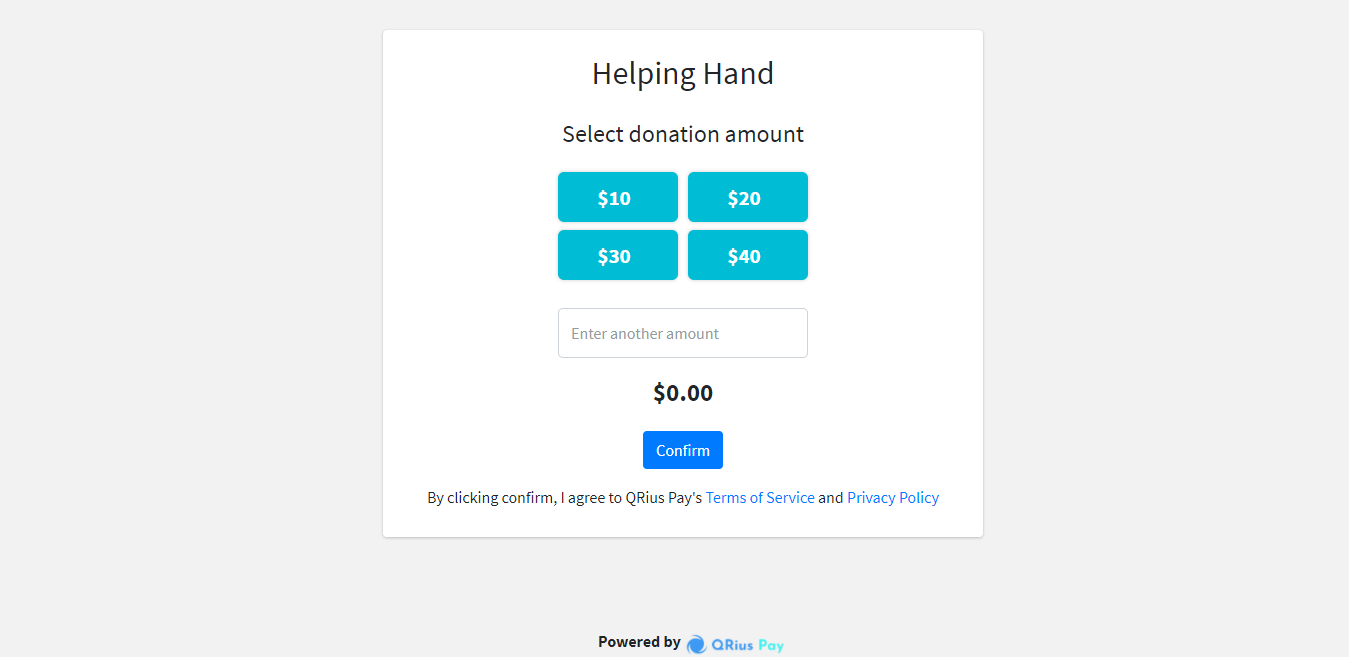 Helping Hand
Select donation amount
$10 $20
$30 $40
Enter another amount
$0.00
Confirm
By clicking confirm, I agree to QRius Pay's Terms of Service and Privacy Policy
Powered by QRius Pay